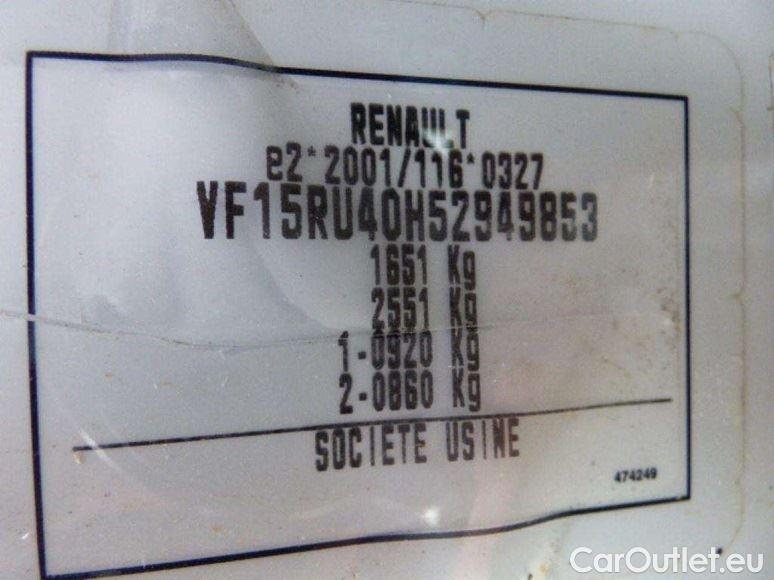 RENAULT
e2*2001/116*0327
VF15RU40H52949853
1651 Kg
2551 Kg
1-0920 Kg
2-0860 Kg
SOCIETE USINE
474249
CarOutlet.eu